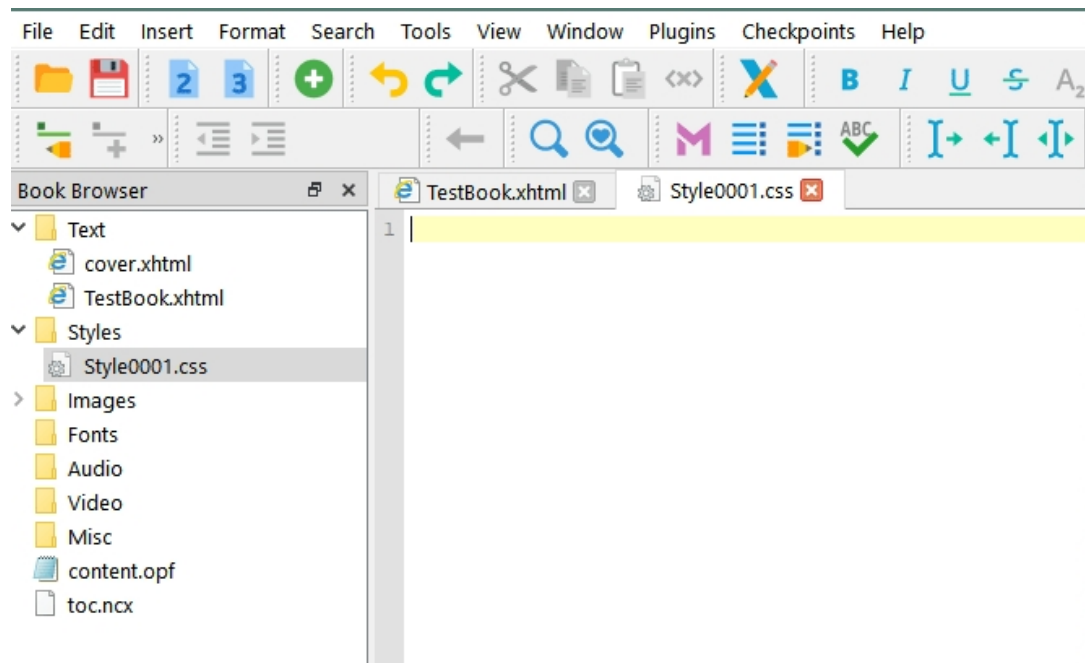 File Edit Insert Format Search Tools View Window Plugins Checkpoints Help
2 3 <x> B I U S A2
» M ABC
Book Browser
TestBook.xhtml Style0001.css
1
Text
cover.xhtml
TestBook.xhtml
Styles
Style0001.css
Images
Fonts
Audio
Video
Misc
content.opf
toc.ncx